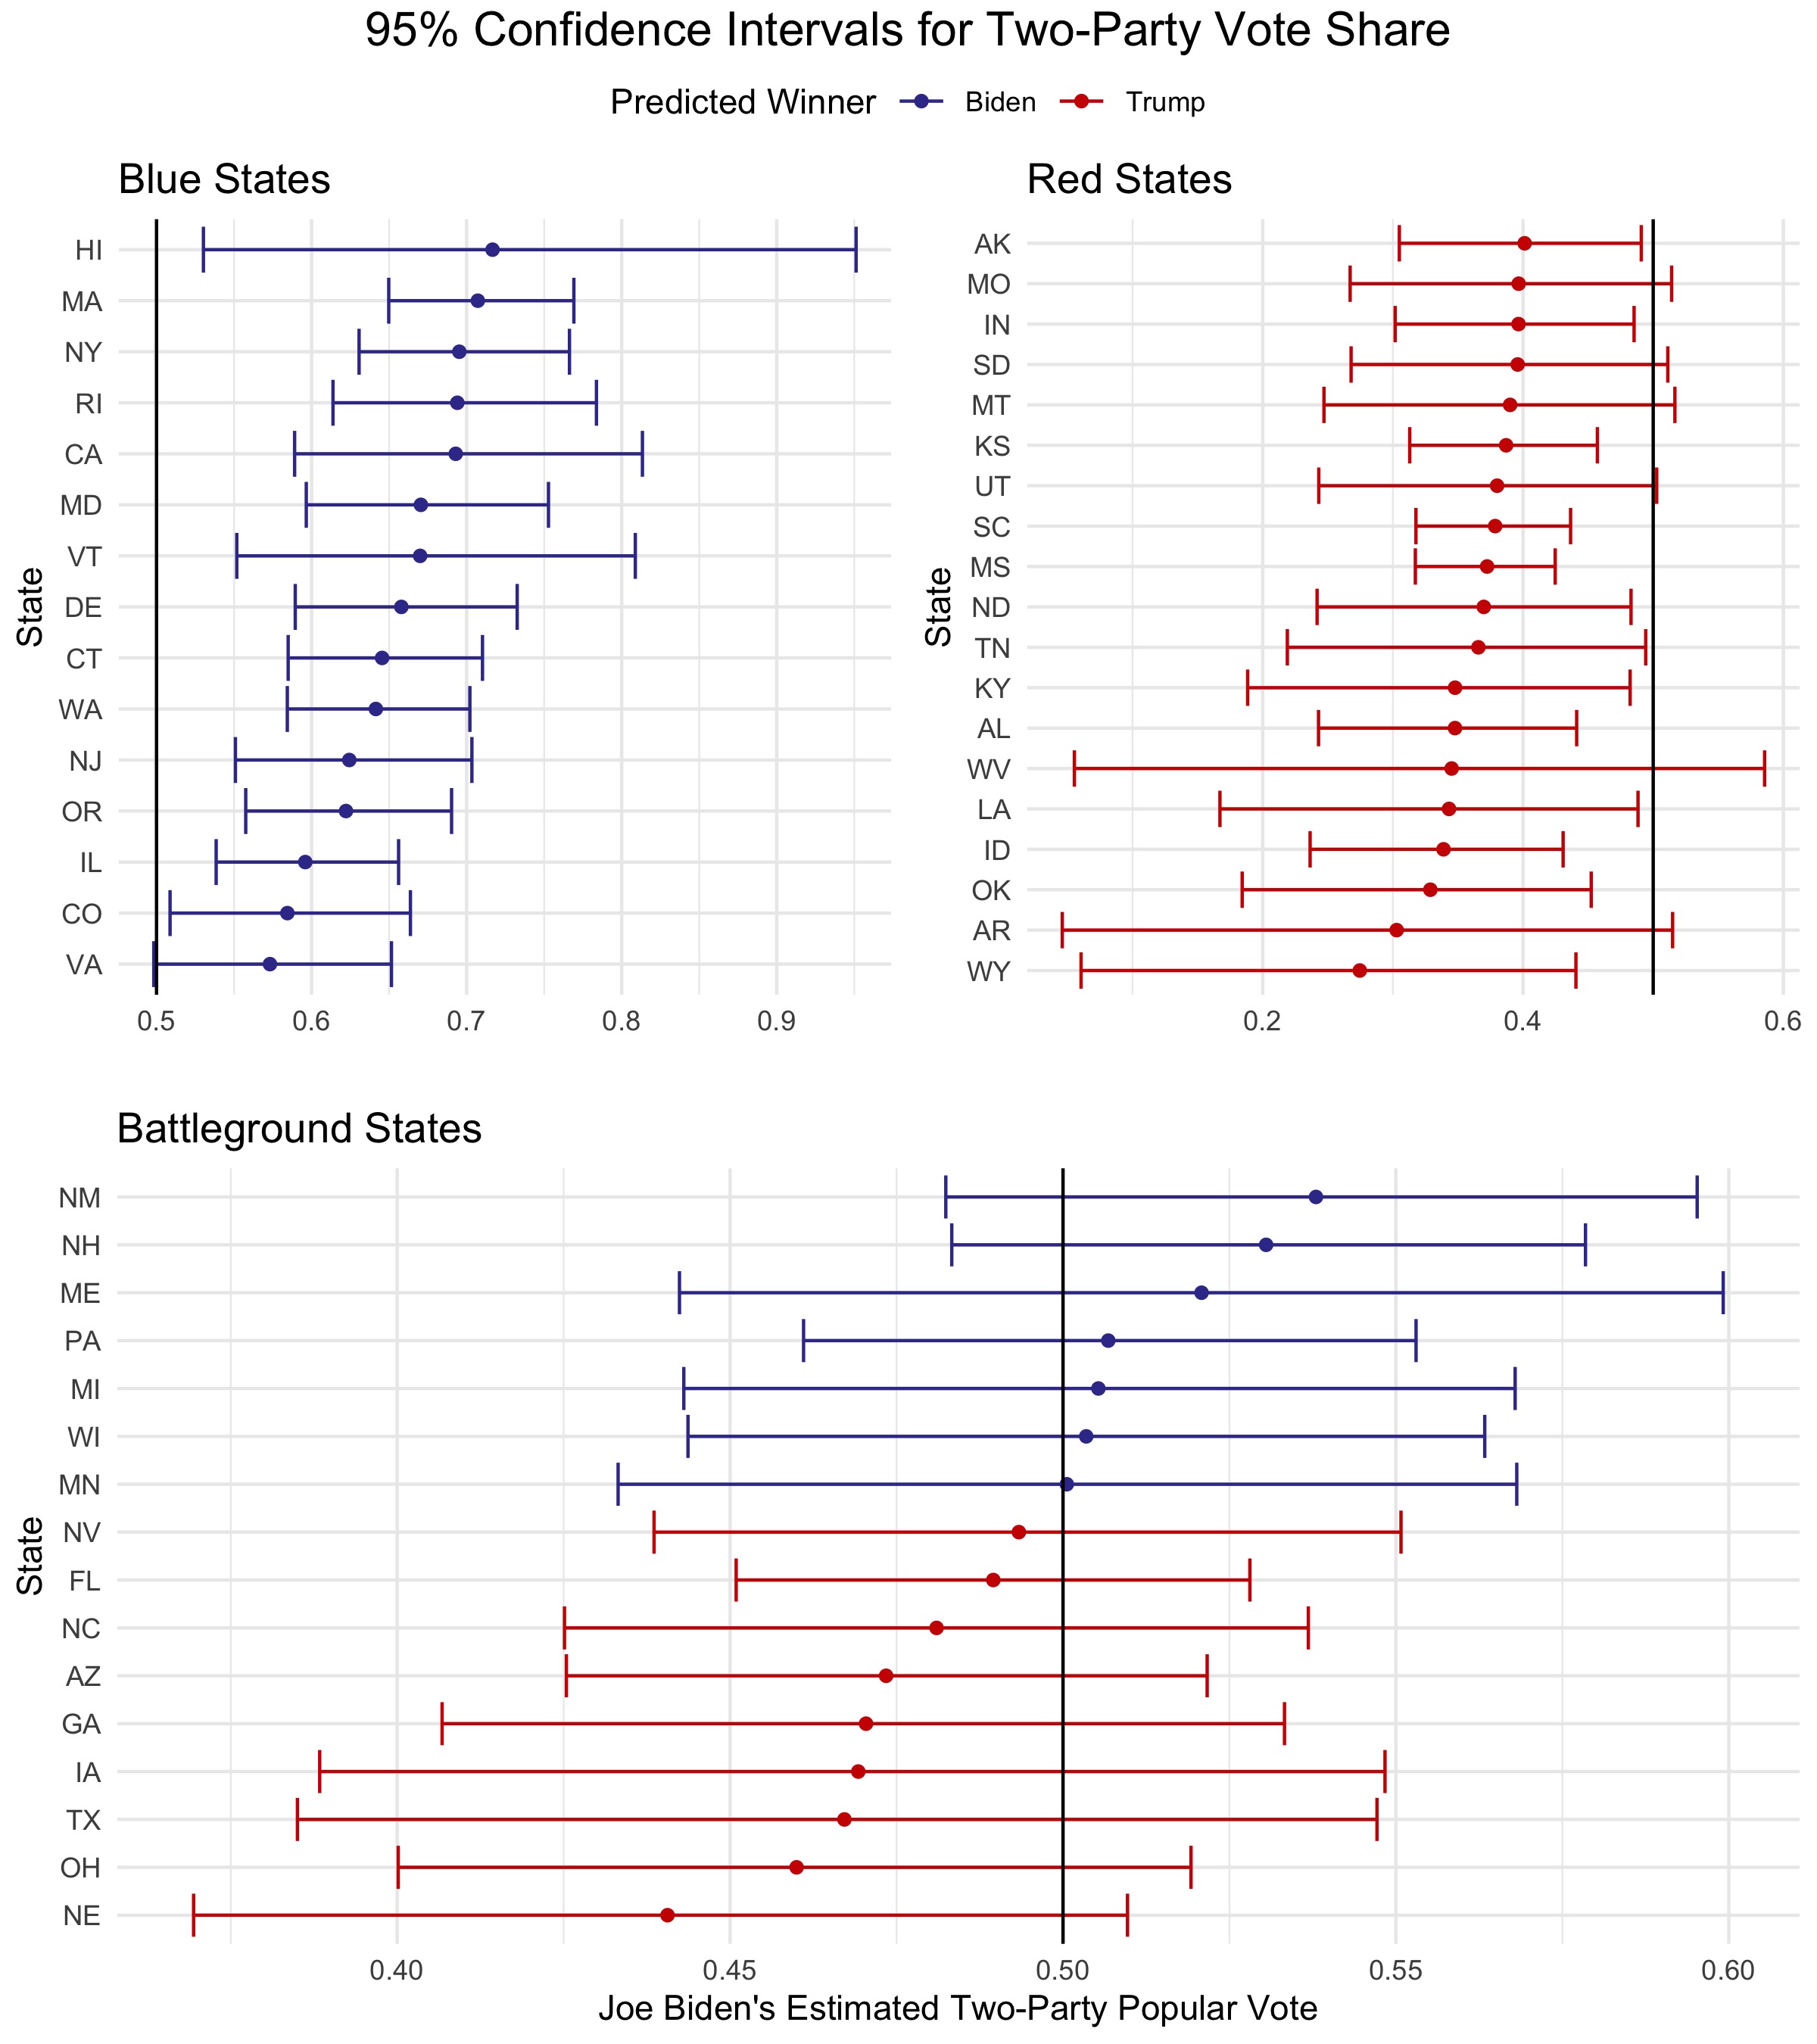 95% Confidence Intervals for Two-Party Vote Share
Predicted Winner Biden Trump
Blue States
State
HI
MA
NY
RI
CA
MD
VT
DE
CT
WA
NJ
OR
IL
CO
VA
0.5 0.6 0.7 0.8 0.9
Red States
State
AK
MO
IN
SD
MT
KS
UT
SC
MS
ND
TN
KY
AL
WV
LA
ID
OK
AR
WY
0.2 0.4 0.6
Battleground States
State
NM
NH
ME
PA
MI
WI
MN
NV
FL
NC
AZ
GA
IA
TX
OH
NE
0.40 0.45 0.50 0.55 0.60
Joe Biden's Estimated Two-Party Popular Vote